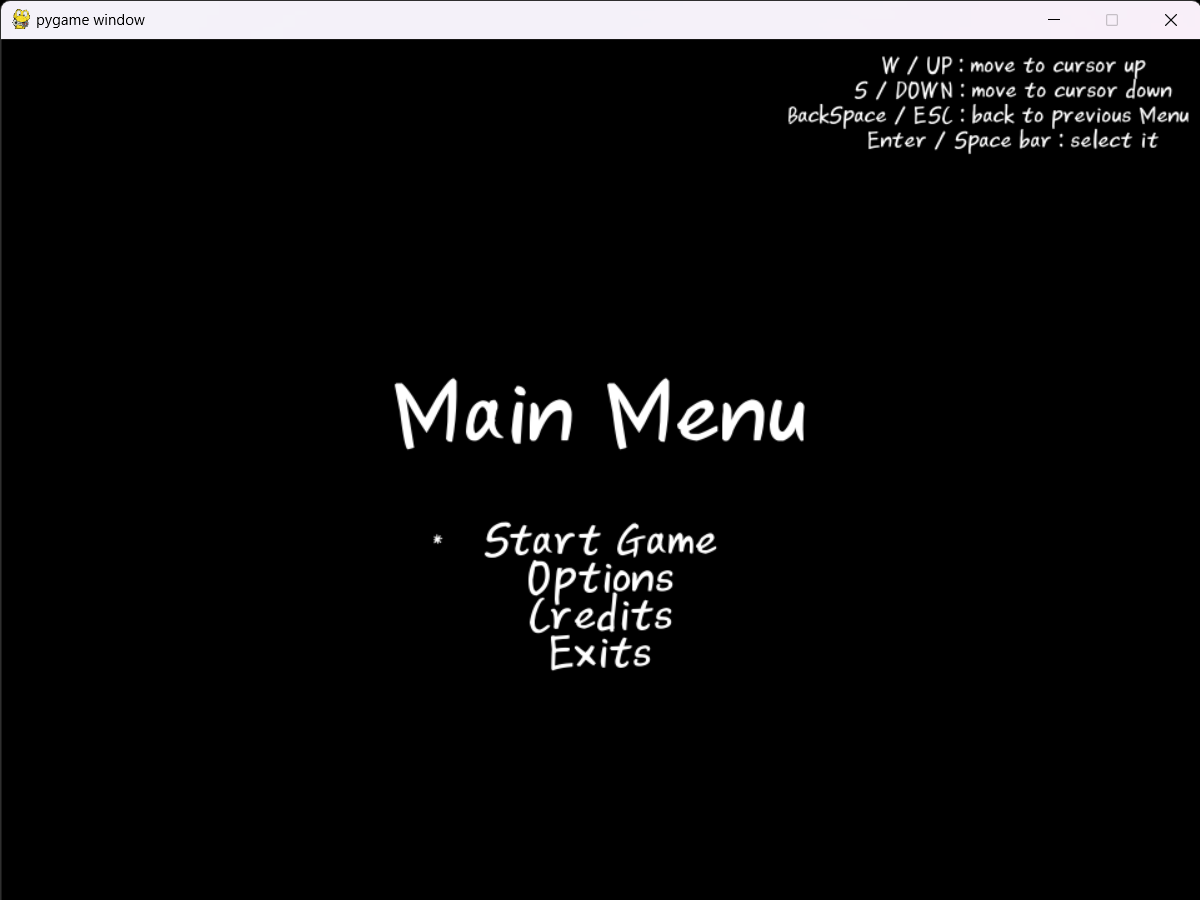 pygame window
W / UP : move to cursor up
S / DOWN : move to cursor down
BackSpace / ESC : back to previous Menu
Enter / Space bar : select it
Main Menu
* Start Game
Options
Credits
Exits